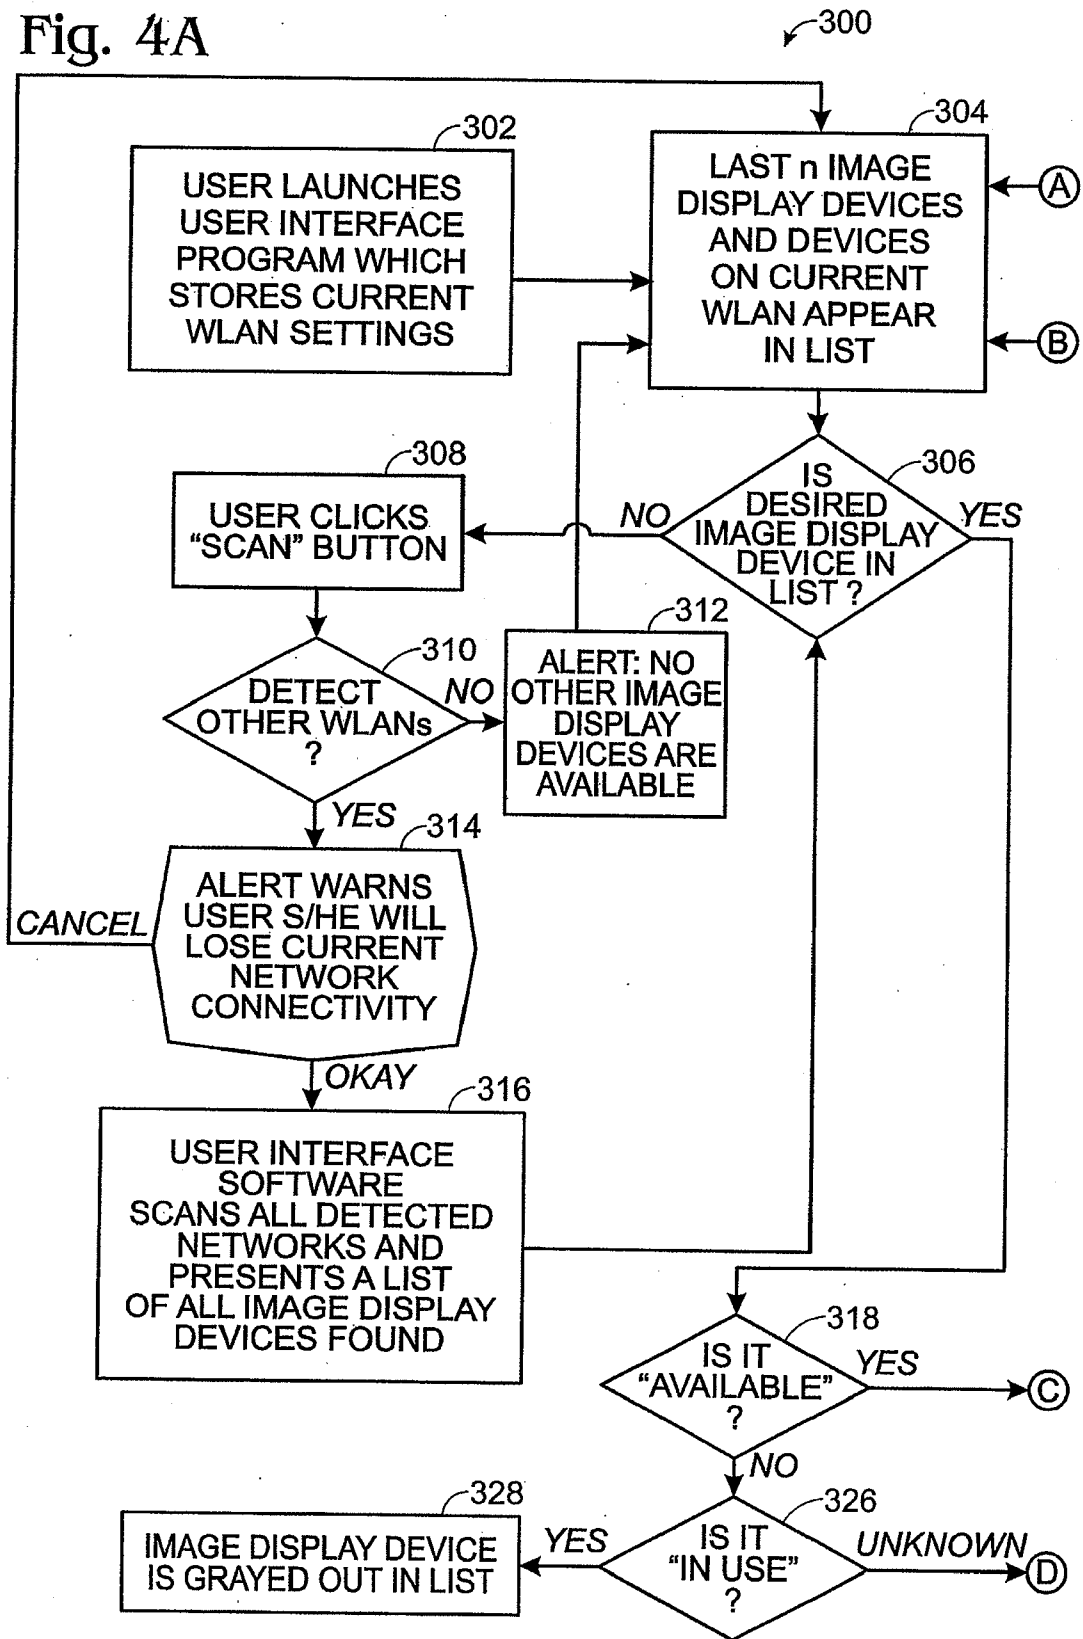 Fig. 4A
300
302
USER LAUNCHES
USER INTERFACE
PROGRAM WHICH
STORES CURRENT
WLAN SETTINGS
304
LAST n IMAGE
DISPLAY DEVICES
AND DEVICES
ON CURRENT
WLAN APPEAR
IN LIST
A
B
306
IS
DESIRED
IMAGE DISPLAY
DEVICE IN
LIST ?
NO
YES
308
USER CLICKS
“SCAN” BUTTON
310
DETECT
OTHER WLANs
?
NO
YES
312
ALERT: NO
OTHER IMAGE
DISPLAY
DEVICES ARE
AVAILABLE
314
ALERT WARNS
USER S/HE WILL
LOSE CURRENT
NETWORK
CONNECTIVITY
CANCEL
OKAY
316
USER INTERFACE
SOFTWARE
SCANS ALL DETECTED
NETWORKS AND
PRESENTS A LIST
OF ALL IMAGE DISPLAY
DEVICES FOUND
318
IS IT
“AVAILABLE”
?
YES
C
NO
326
IS IT
“IN USE”
?
YES
UNKNOWN
D
328
IMAGE DISPLAY DEVICE
IS GRAYED OUT IN LIST